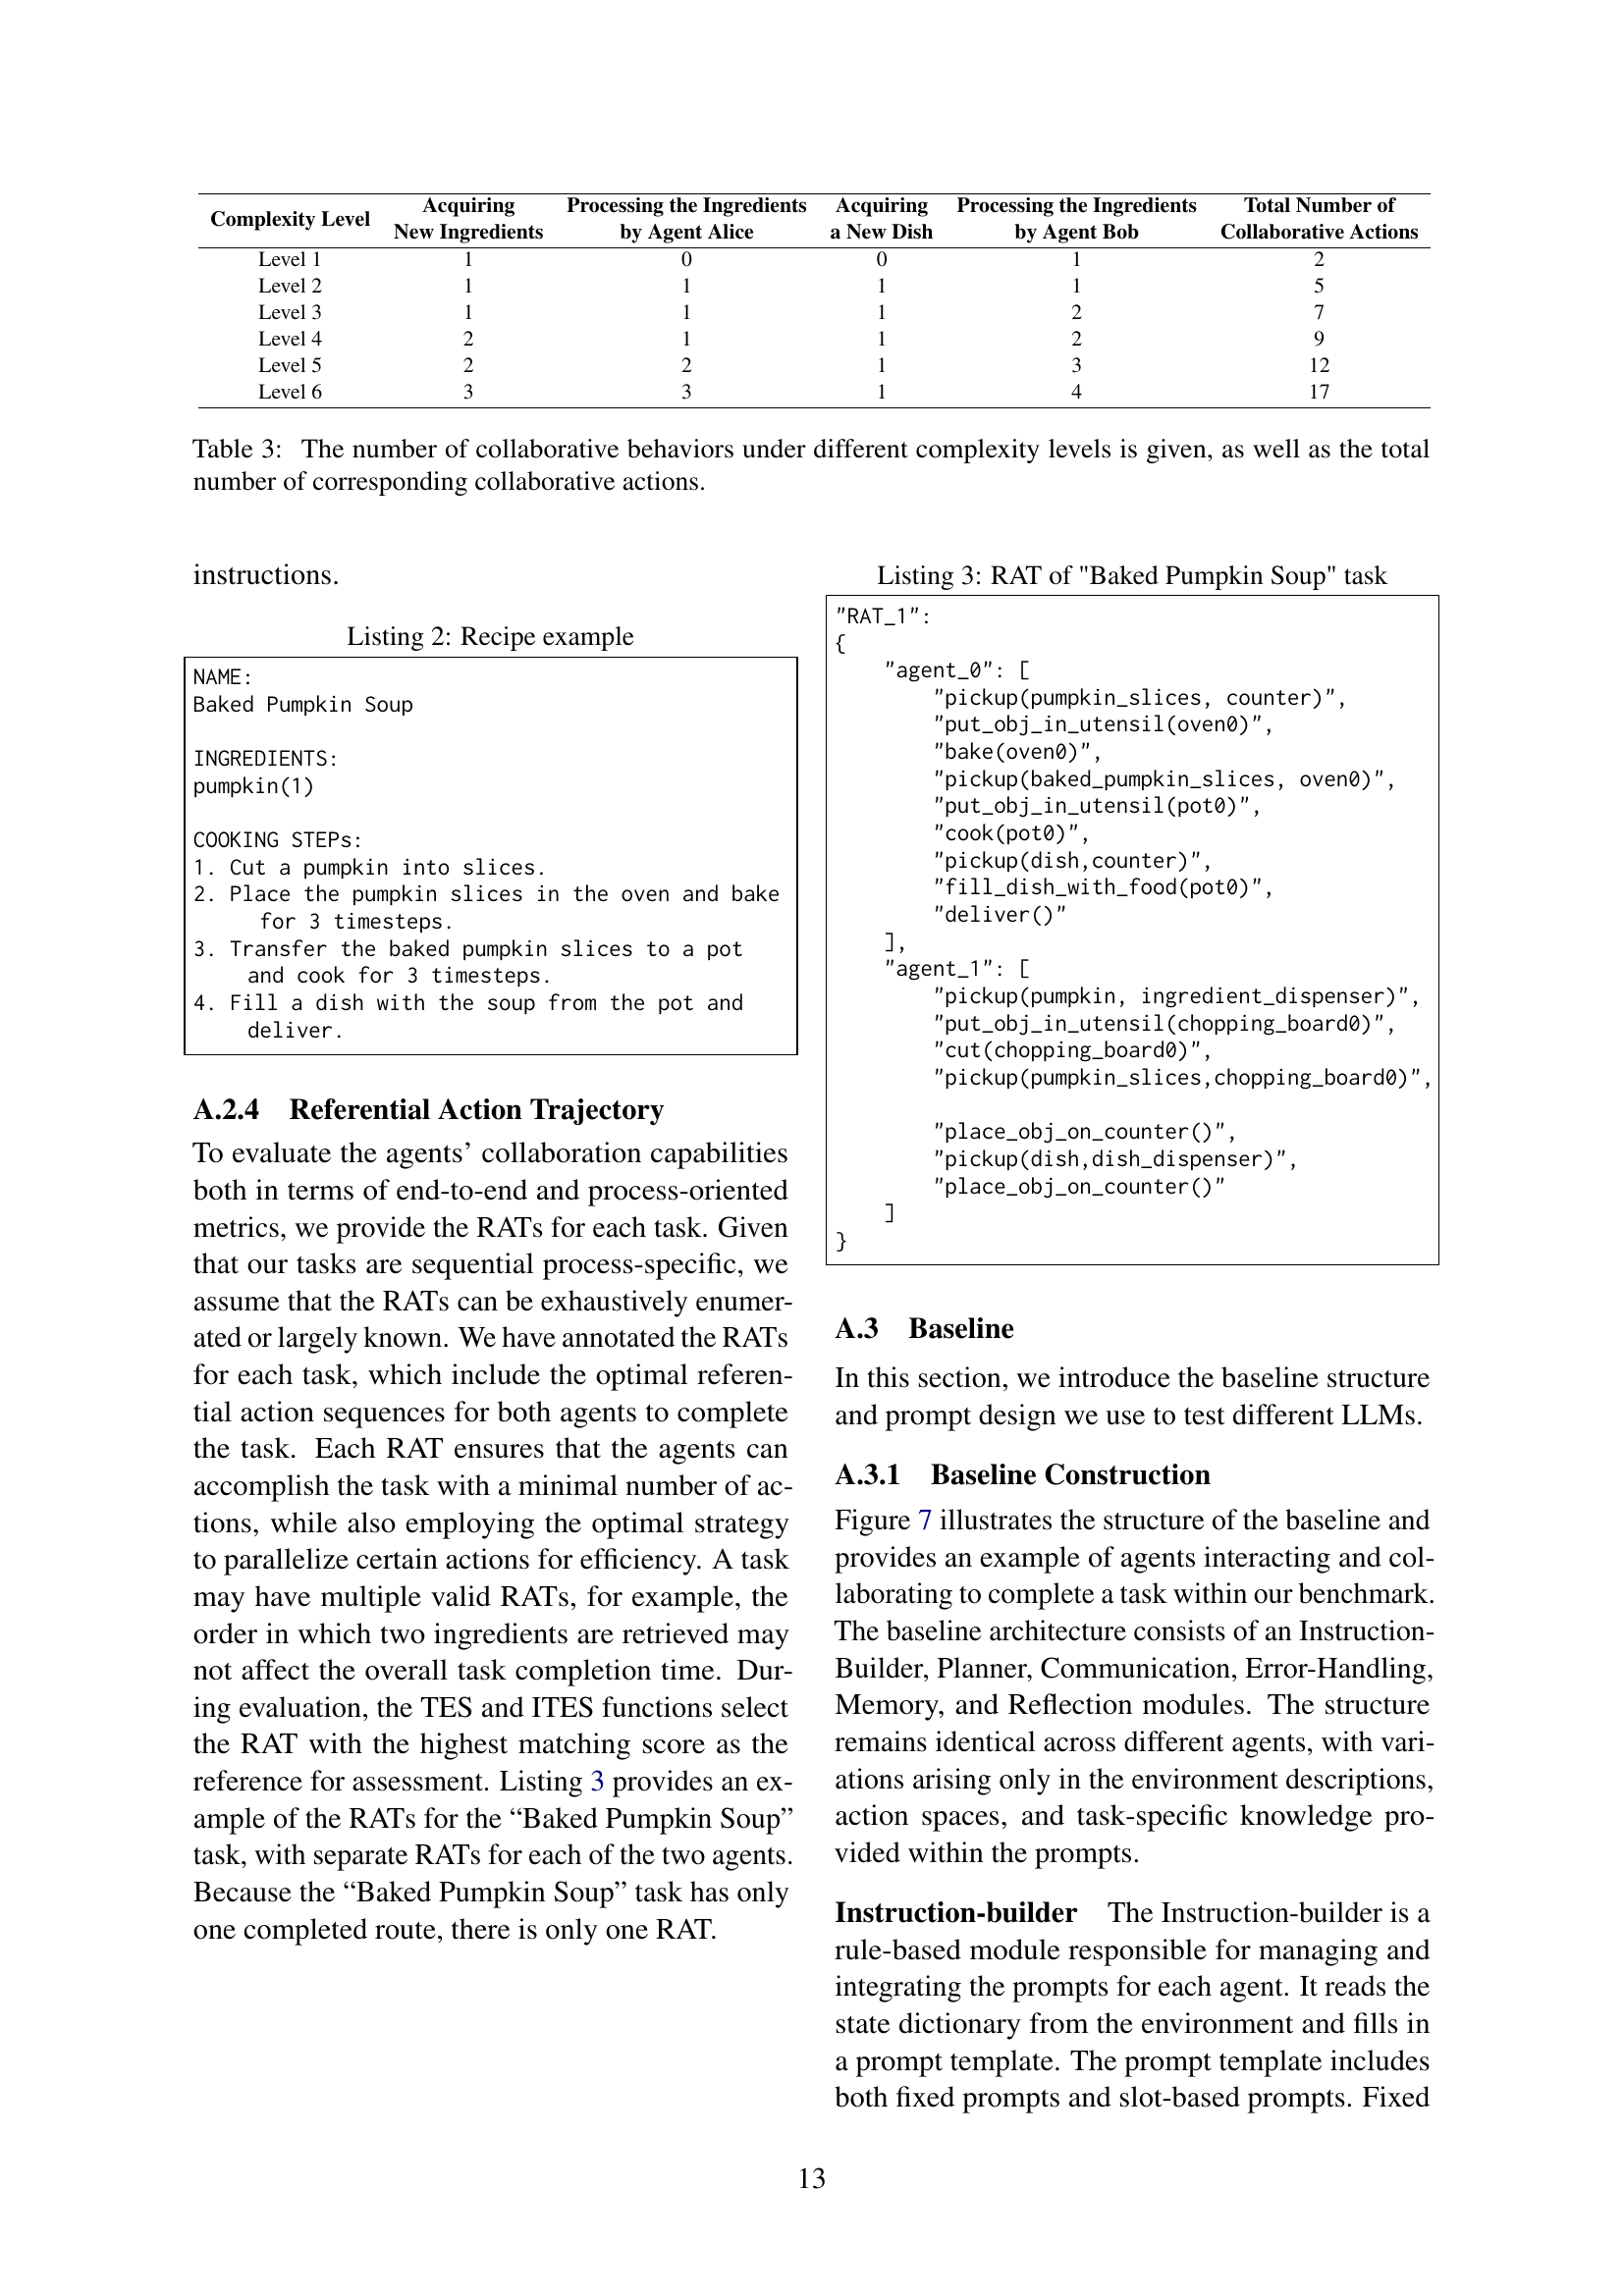 Complexity Level Acquiring New Ingredients Processing the Ingredients by Agent Alice Acquiring a New Dish Processing the Ingredients by Agent Bob Total Number of Collaborative Actions
Level 1 1 0 0 1 2
Level 2 1 1 1 1 5
Level 3 1 1 1 2 7
Level 4 2 1 1 2 9
Level 5 2 2 1 3 12
Level 6 3 3 1 4 17
Table 3: The number of collaborative behaviors under different complexity levels is given, as well as the total
number of corresponding collaborative actions.
instructions.
Listing 2: Recipe example
NAME:
Baked Pumpkin Soup
INGREDIENTS:
pumpkin(1)
COOKING STEPs:
1. Cut a pumpkin into slices.
2. Place the pumpkin slices in the oven and bake
for 3 timesteps.
3. Transfer the baked pumpkin slices to a pot
and cook for 3 timesteps.
4. Fill a dish with the soup from the pot and
deliver.
A.2.4 Referential Action Trajectory
To evaluate the agents’ collaboration capabilities
both in terms of end-to-end and process-oriented
metrics, we provide the RATs for each task. Given
that our tasks are sequential process-specific, we
assume that the RATs can be exhaustively enumer-
ated or largely known. We have annotated the RATs
for each task, which include the optimal referen-
tial action sequences for both agents to complete
the task. Each RAT ensures that the agents can
accomplish the task with a minimal number of ac-
tions, while also employing the optimal strategy
to parallelize certain actions for efficiency. A task
may have multiple valid RATs, for example, the
order in which two ingredients are retrieved may
not affect the overall task completion time. Dur-
ing evaluation, the TES and ITES functions select
the RAT with the highest matching score as the
reference for assessment. Listing 3 provides an ex-
ample of the RATs for the “Baked Pumpkin Soup”
task, with separate RATs for each of the two agents.
Because the “Baked Pumpkin Soup” task has only
one completed route, there is only one RAT.
Listing 3: RAT of "Baked Pumpkin Soup" task
"RAT_1":
{
"agent_0": [
"pickup(pumpkin_slices, counter)",
"put_obj_in_utensil(oven0)",
"bake(oven0)",
"pickup(baked_pumpkin_slices, oven0)",
"put_obj_in_utensil(pot0)",
"cook(pot0)",
"pickup(dish,counter)",
"fill_dish_with_food(pot0)",
"deliver()"
],
"agent_1": [
"pickup(pumpkin, ingredient_dispenser)",
"put_obj_in_utensil(chopping_board0)",
"cut(chopping_board0)",
"pickup(pumpkin_slices,chopping_board0)",
"place_obj_on_counter()",
"pickup(dish,dish_dispenser)",
"place_obj_on_counter()"
]
}
A.3 Baseline
In this section, we introduce the baseline structure
and prompt design we use to test different LLMs.
A.3.1 Baseline Construction
Figure 7 illustrates the structure of the baseline and
provides an example of agents interacting and col-
laborating to complete a task within our benchmark.
The baseline architecture consists of an Instruction-
Builder, Planner, Communication, Error-Handling,
Memory, and Reflection modules. The structure
remains identical across different agents, with vari-
ations arising only in the environment descriptions,
action spaces, and task-specific knowledge pro-
vided within the prompts.
Instruction-builder The Instruction-builder is a
rule-based module responsible for managing and
integrating the prompts for each agent. It reads the
state dictionary from the environment and fills in
a prompt template. The prompt template includes
both fixed prompts and slot-based prompts. Fixed
13